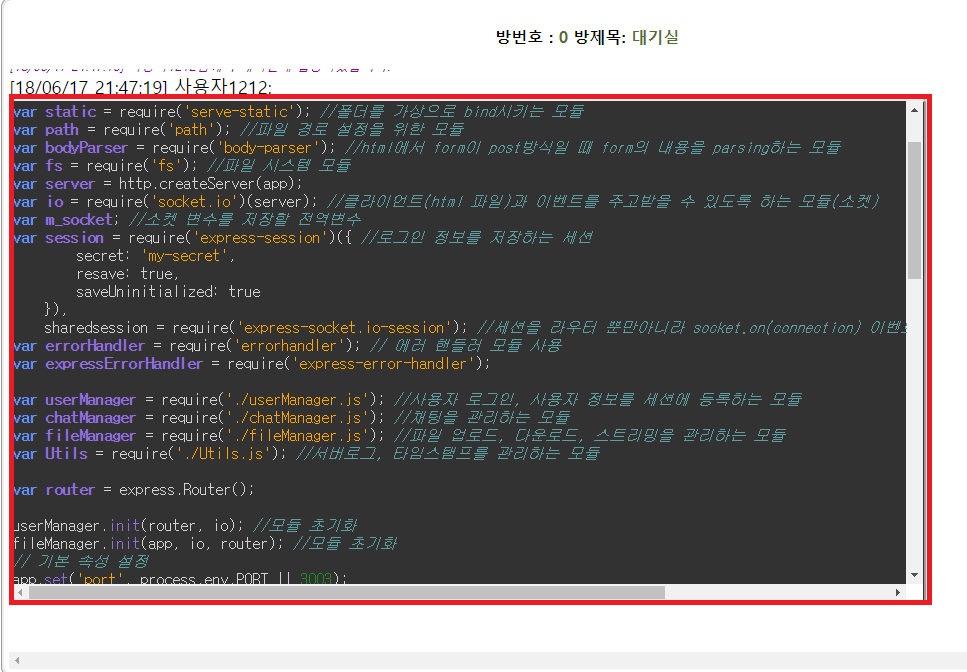 방번호 : 0 방제목: 대기실
[18/06/17 21:47:19] 사용자1212:
var static = require('serve-static'); //폴더를 가상으로 bind시키는 모듈
var path = require('path'); //파일 경로 설정을 위한 모듈
var bodyParser = require('body-parser'); //html에서 form이 post방식일 때 form의 내용을 parsing하는 모듈
var fs = require('fs'); //파일 시스템 모듈
var server = http.createServer(app);
var io = require('socket.io')(server); //클라이언트(html 파일)과 이벤트를 주고받을 수 있도록 하는 모듈(소켓)
var m_socket; //소켓 변수를 저장할 전역변수
var session = require('express-session')({ //로그인 정보를 저장하는 세션
        secret: 'my-secret',
        resave: true,
        saveUninitialized: true
    }),
    sharedsession = require('express-socket.io-session'); //세션을 라우터 뿐만아니라 socket.on(connection) 이벤
var errorHandler = require('errorhandler'); // 에러 핸들러 모듈 사용
var expressErrorHandler = require('express-error-handler');
var userManager = require('./userManager.js'); //사용자 로그인, 사용자 정보를 세션에 등록하는 모듈
var chatManager = require('./chatManager.js'); //채팅을 관리하는 모듈
var fileManager = require('./fileManager.js'); //파일 업로드, 다운로드, 스트리밍을 관리하는 모듈
var Utils = require('./Utils.js'); //서버로그, 타임스탬프를 관리하는 모듈
var router = express.Router();
userManager.init(router, io); //모듈 초기화
fileManager.init(app, io, router); //모듈 초기화
// 기본 속성 설정
app.set('port', process.env.PORT || 3003);